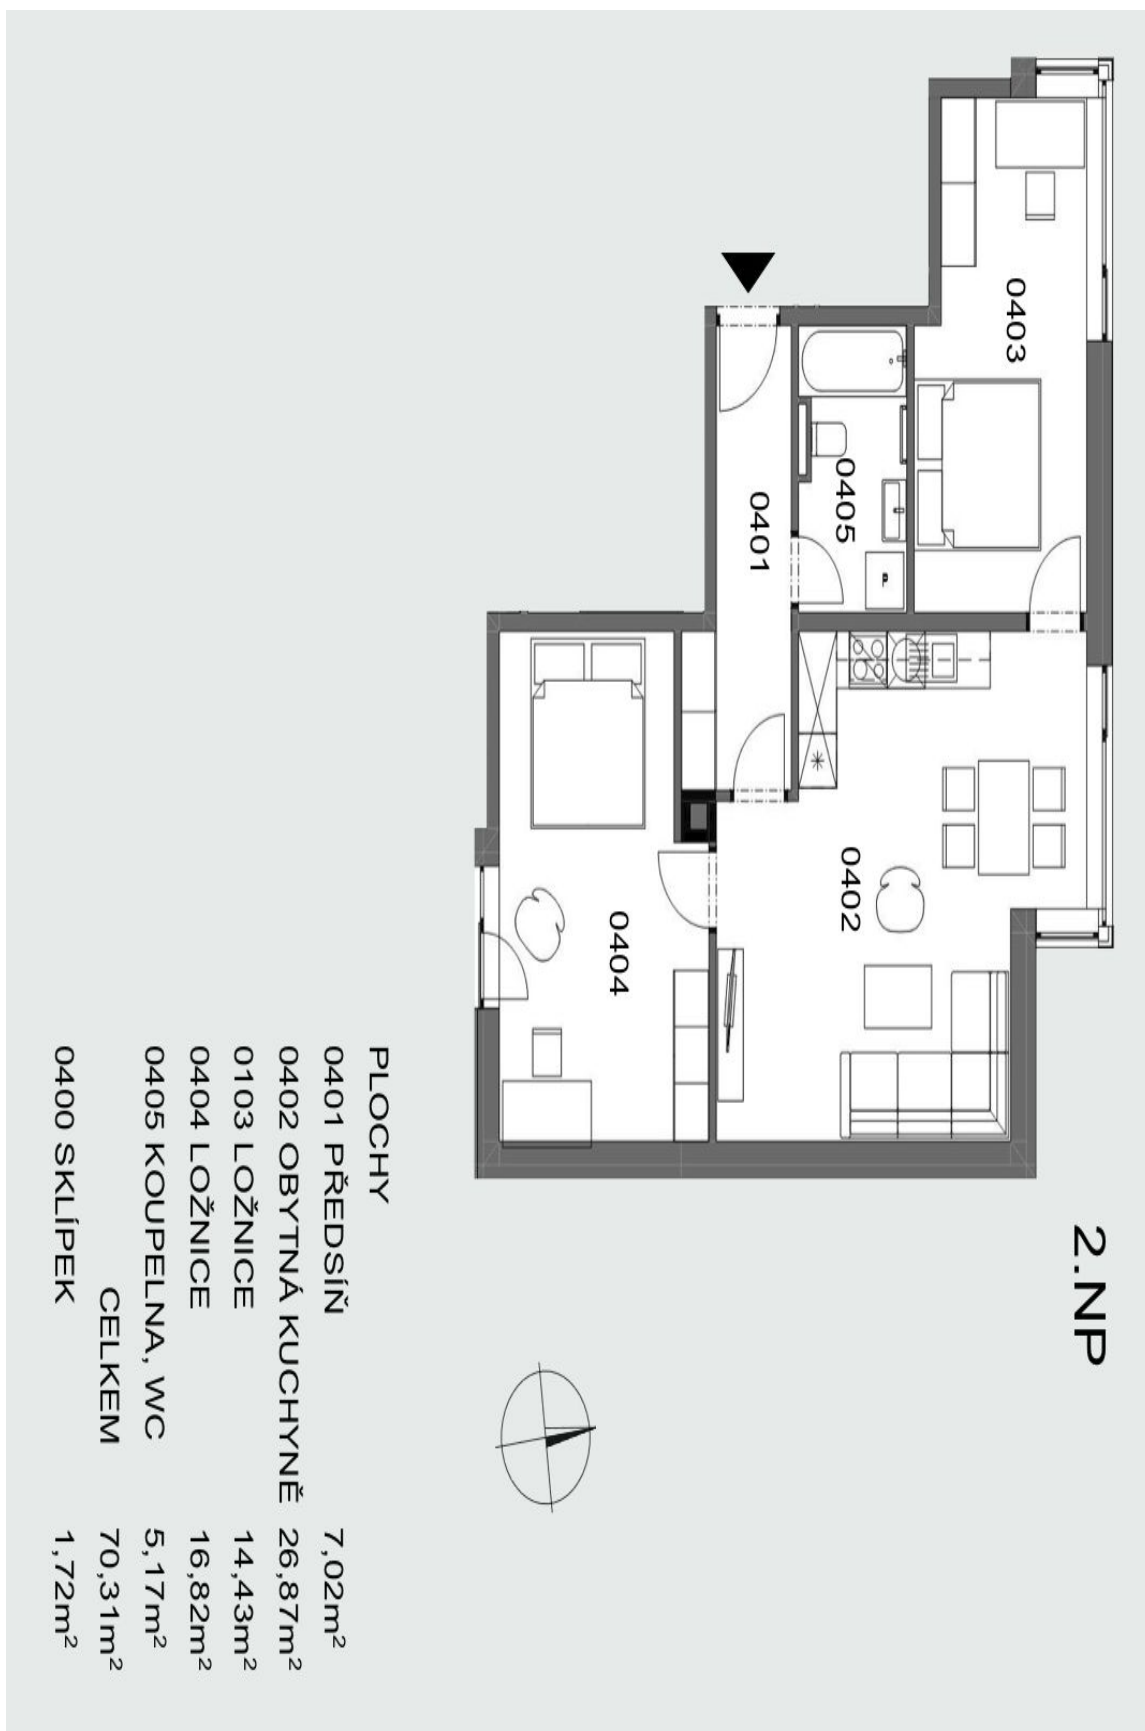 2.NP
0403
0405
0401
0402
0404
PLOCHY
0401 PŘEDSÍŇ 7,02m²
0402 OBYTNÁ KUCHYNĚ 26,87m²
0103 LOŽNICE 14,43m²
0404 LOŽNICE 16,82m²
0405 KOUPELNA, WC 5,17m²
CELKEM 70,31m²
0400 SKLÍPEK 1,72m²